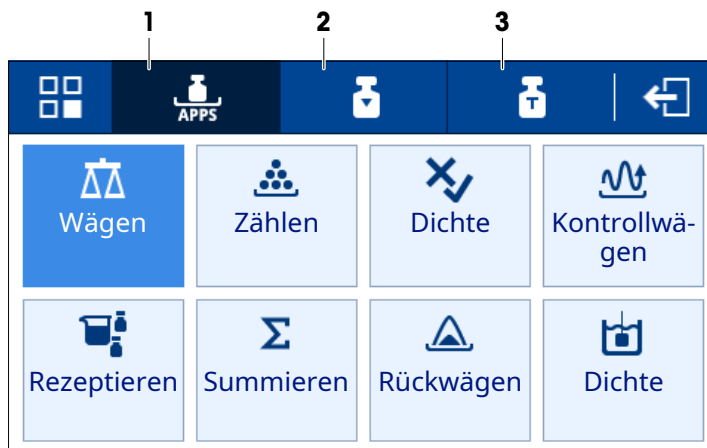 1 2 3
APPS T
Wägen Zählen Dichte Kontrollwä-
gen
Rezeptieren Summieren Rückwägen Dichte